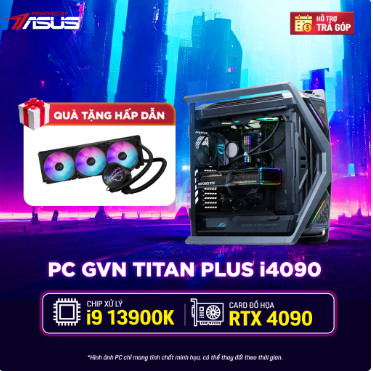 POWERED BY
ASUS
HỖ TRỢ
TRẢ GÓP
QUÀ TẶNG HẤP DẪN
PC GVN TITAN PLUS i4090
CHIP XỬ LÝ
i9 13900K
CARD ĐỒ HỌA
RTX 4090
*Hình ảnh PC chỉ mang tính chất minh họa, có thể thay đổi theo thời gian.